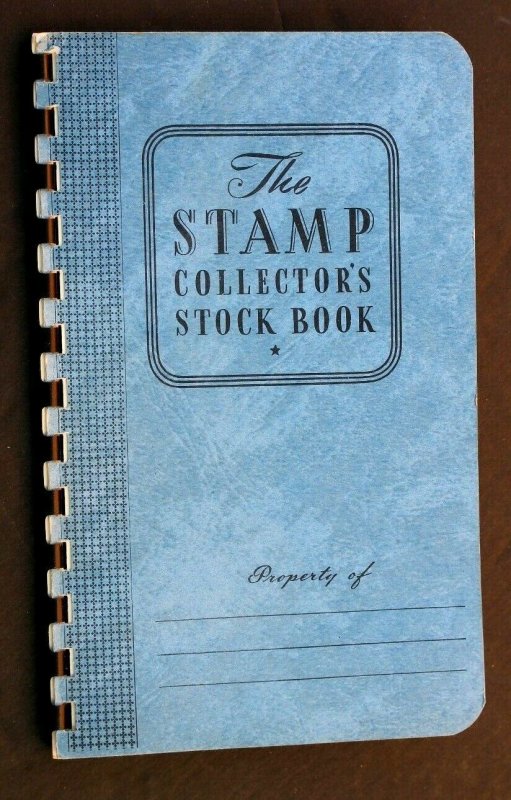 The
STAMP
COLLECTOR'S
STOCK BOOK
Property of